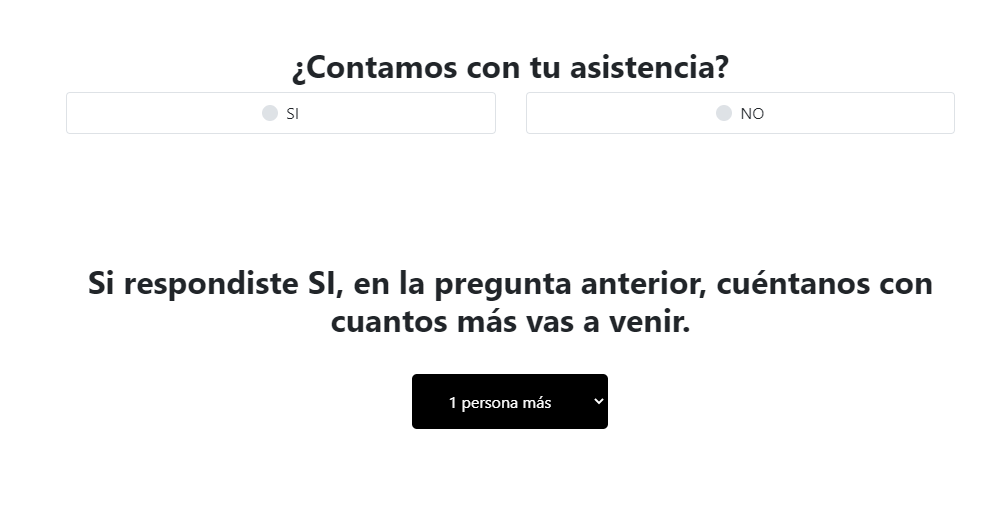 ¿Contamos con tu asistencia?
SI
NO
Si respondiste SI, en la pregunta anterior, cuéntanos con
cuantos más vas a venir.
1 persona más